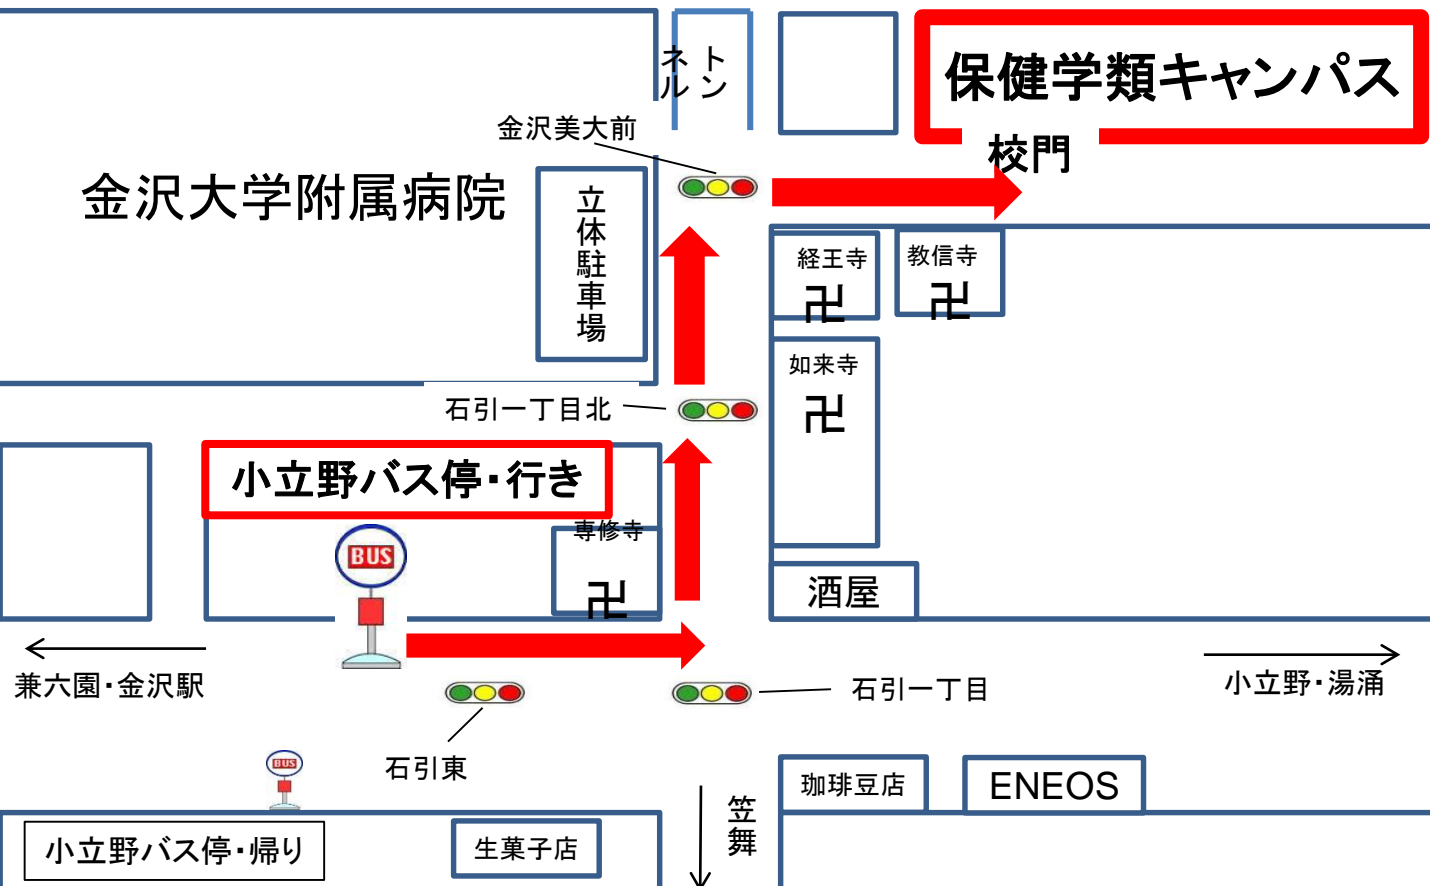 トンネル
保健学類キャンパス
金沢美大前
校門
金沢大学附属病院
立体駐車場
経王寺
卍
教信寺
卍
如来寺
卍
石引一丁目北
小立野バス停・行き
専修寺
卍
BUS
酒屋
兼六園・金沢駅
小立野・湯涌
石引一丁目
石引東
BUS
珈琲豆店
ENEOS
笠舞
小立野バス停・帰り
生菓子店